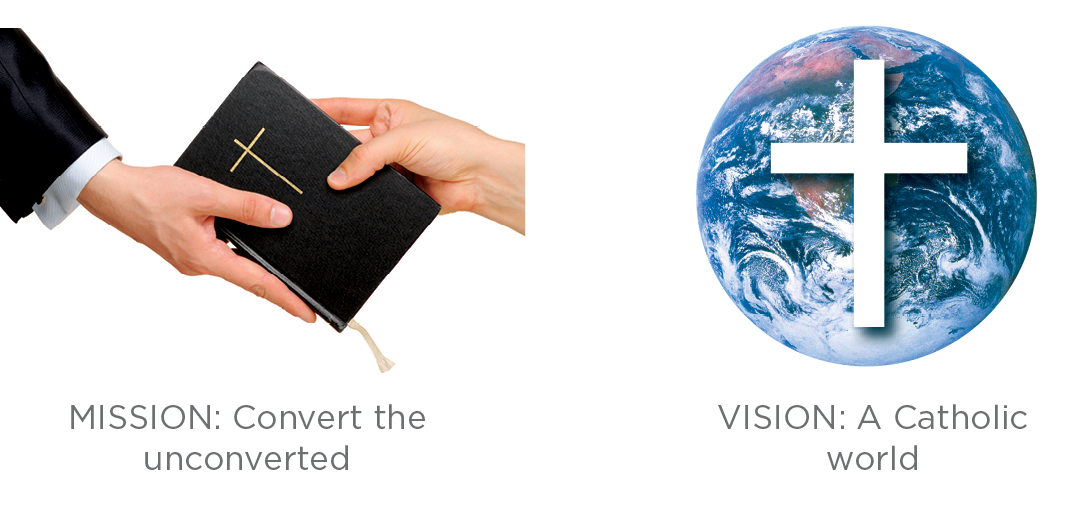 MISSION: Convert the
unconverted
VISION: A Catholic
world